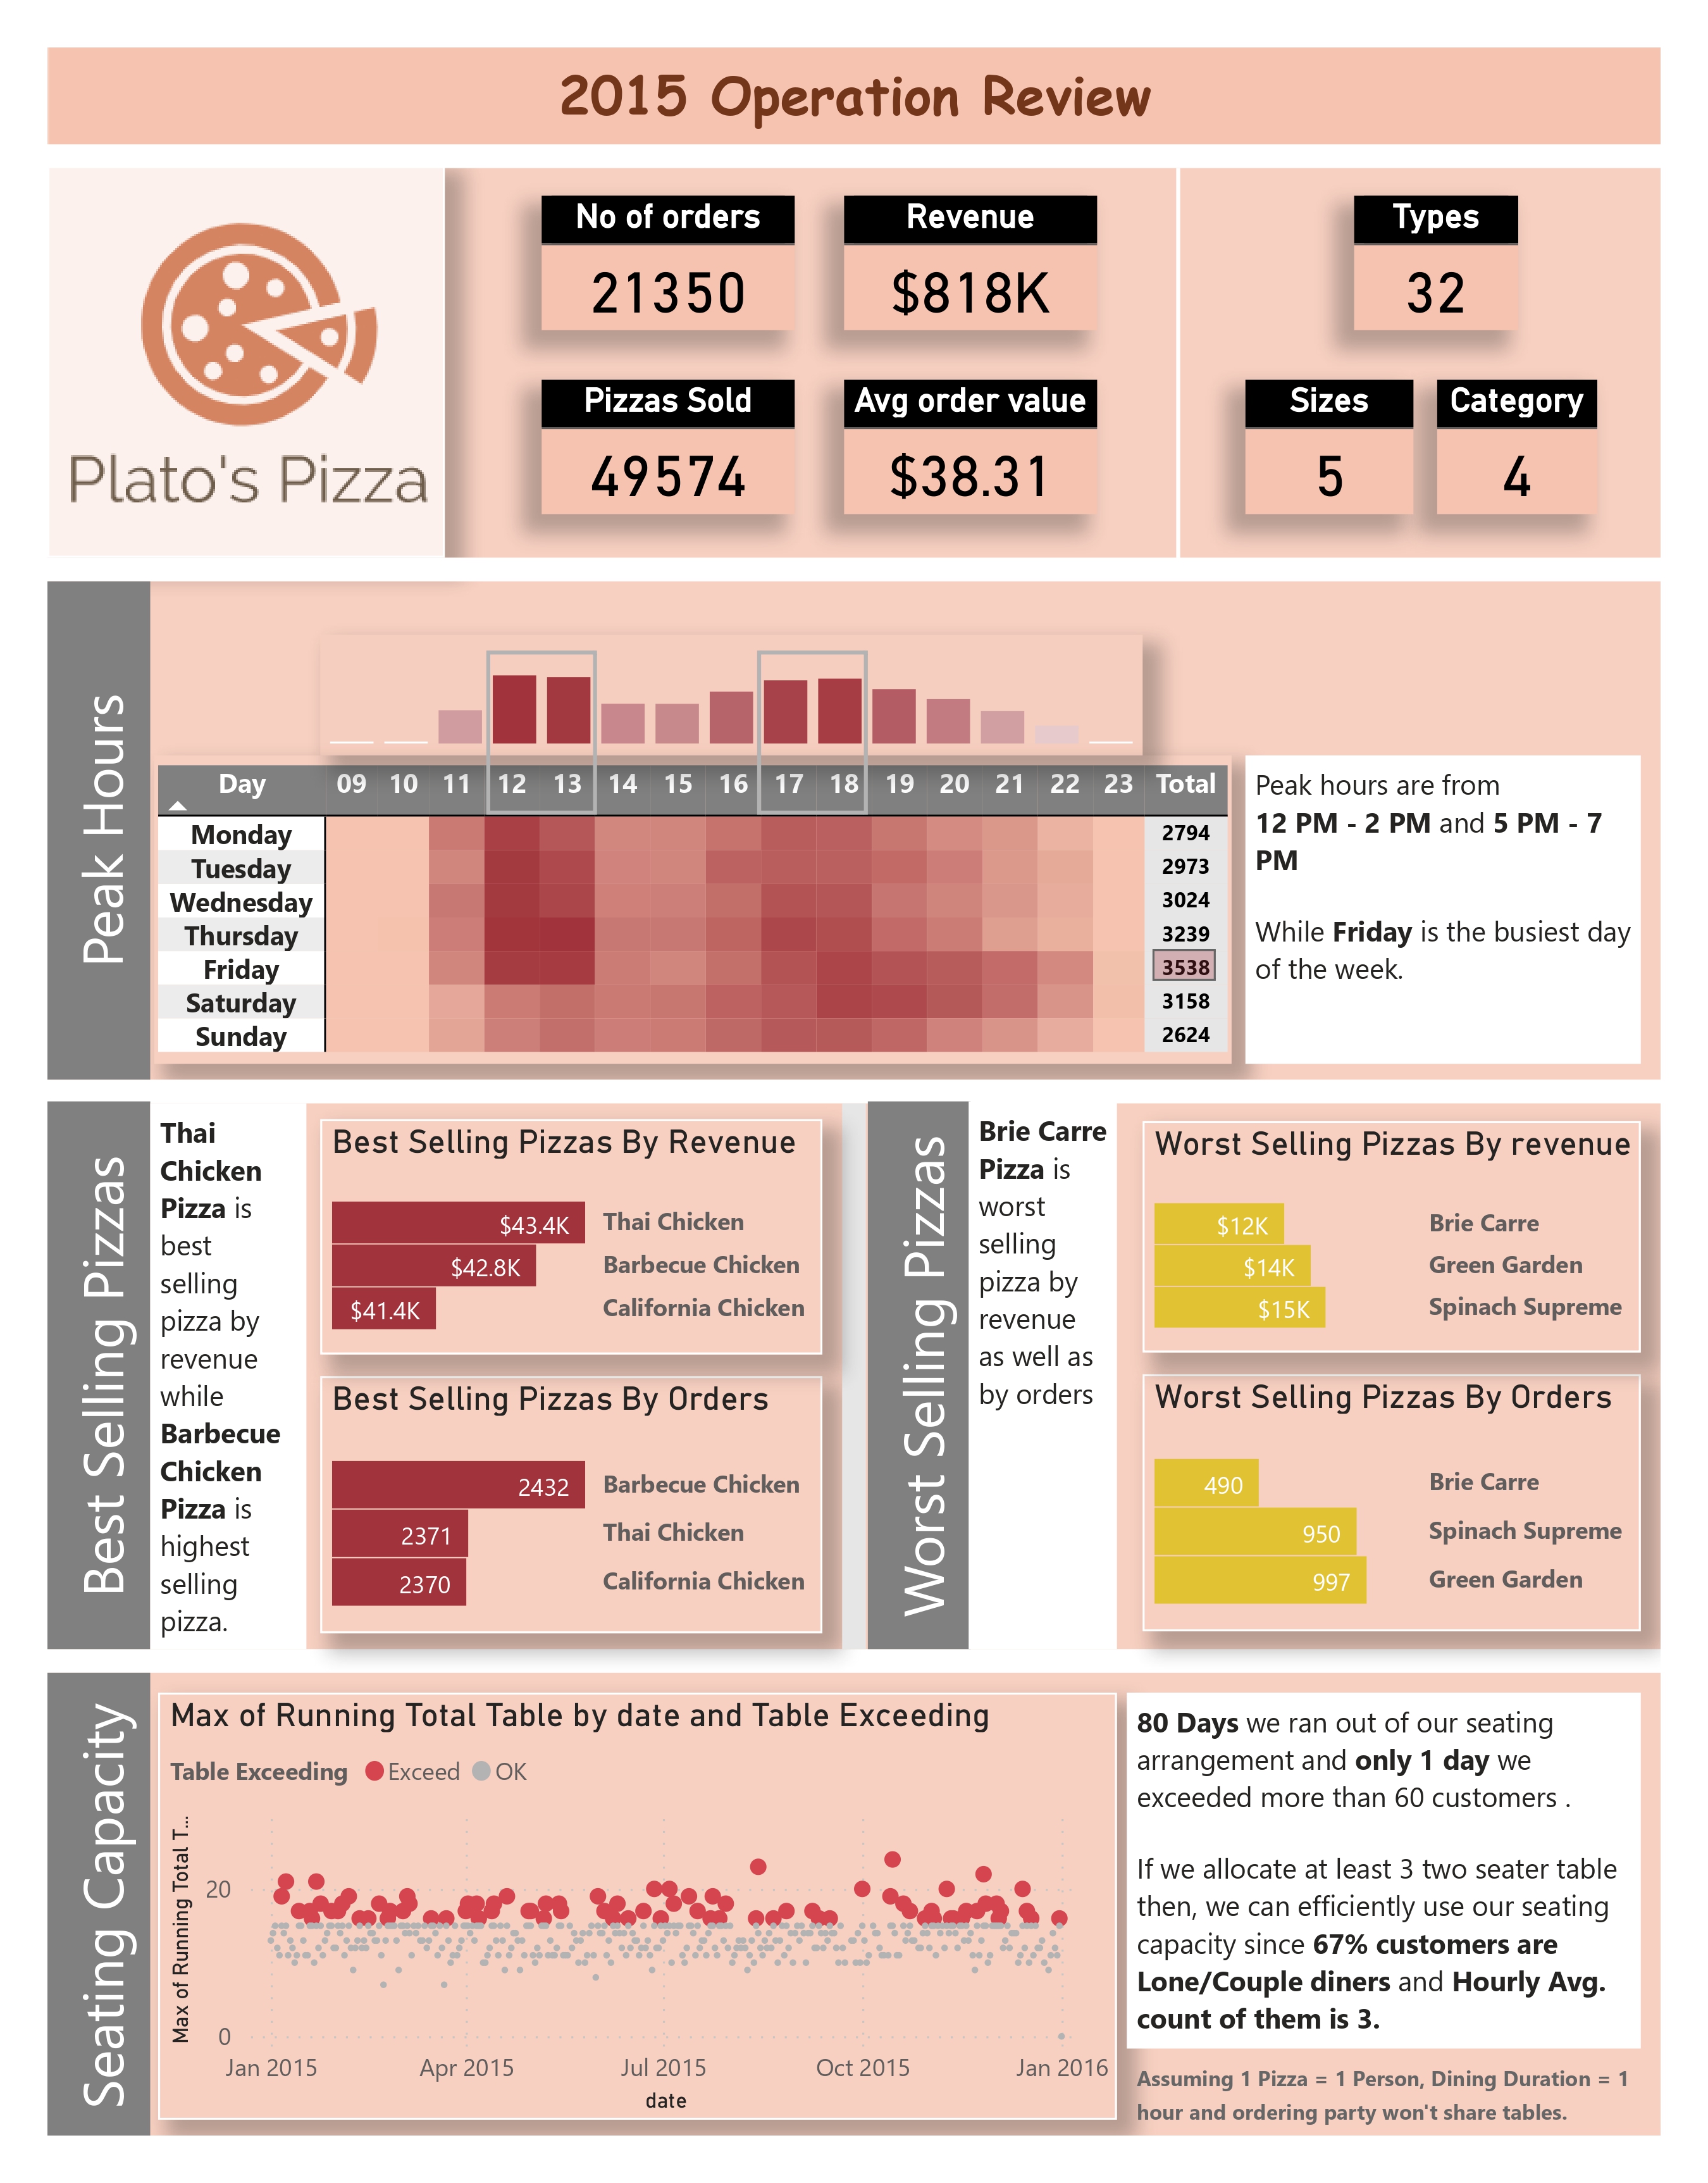 2015 Operation Review
Plato's Pizza
No of orders
21350
Revenue
$818K
Pizzas Sold
49574
Avg order value
$38.31
Types
32
Sizes
5
Category
4
Peak Hours
Day 09 10 11 12 13 14 15 16 17 18 19 20 21 22 23 Total
Monday 2794
Tuesday 2973
Wednesday 3024
Thursday 3239
Friday 3538
Saturday 3158
Sunday 2624
Peak hours are from
12 PM - 2 PM and 5 PM - 7
PM
While Friday is the busiest day
of the week.
Best Selling Pizzas
Thai
Chicken
Pizza is
best
selling
pizza by
revenue
while
Barbecue
Chicken
Pizza is
highest
selling
pizza.
Best Selling Pizzas By Revenue
$43.4K Thai Chicken
$42.8K Barbecue Chicken
$41.4K California Chicken
Best Selling Pizzas By Orders
2432 Barbecue Chicken
2371 Thai Chicken
2370 California Chicken
Worst Selling Pizzas
Brie Carre
Pizza is
worst
selling
pizza by
revenue
as well as
by orders
Worst Selling Pizzas By revenue
$12K Brie Carre
$14K Green Garden
$15K Spinach Supreme
Worst Selling Pizzas By Orders
490 Brie Carre
950 Spinach Supreme
997 Green Garden
Seating Capacity
Max of Running Total Table by date and Table Exceeding
Table Exceeding Exceed OK
Max of Running Total T...
20
0
Jan 2015 Apr 2015 Jul 2015 Oct 2015 Jan 2016
date
80 Days we ran out of our seating
arrangement and only 1 day we
exceeded more than 60 customers .
If we allocate at least 3 two seater table
then, we can efficiently use our seating
capacity since 67% customers are
Lone/Couple diners and Hourly Avg.
count of them is 3.
Assuming 1 Pizza = 1 Person, Dining Duration = 1
hour and ordering party won't share tables.